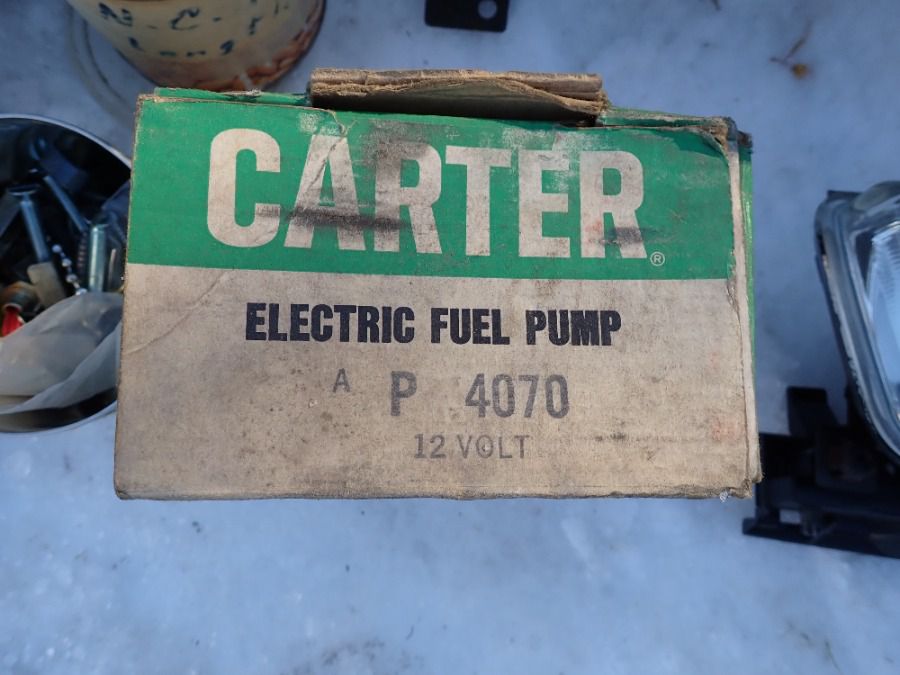 N.C.
CARTER®
ELECTRIC FUEL PUMP
A P 4070
12 VOLT